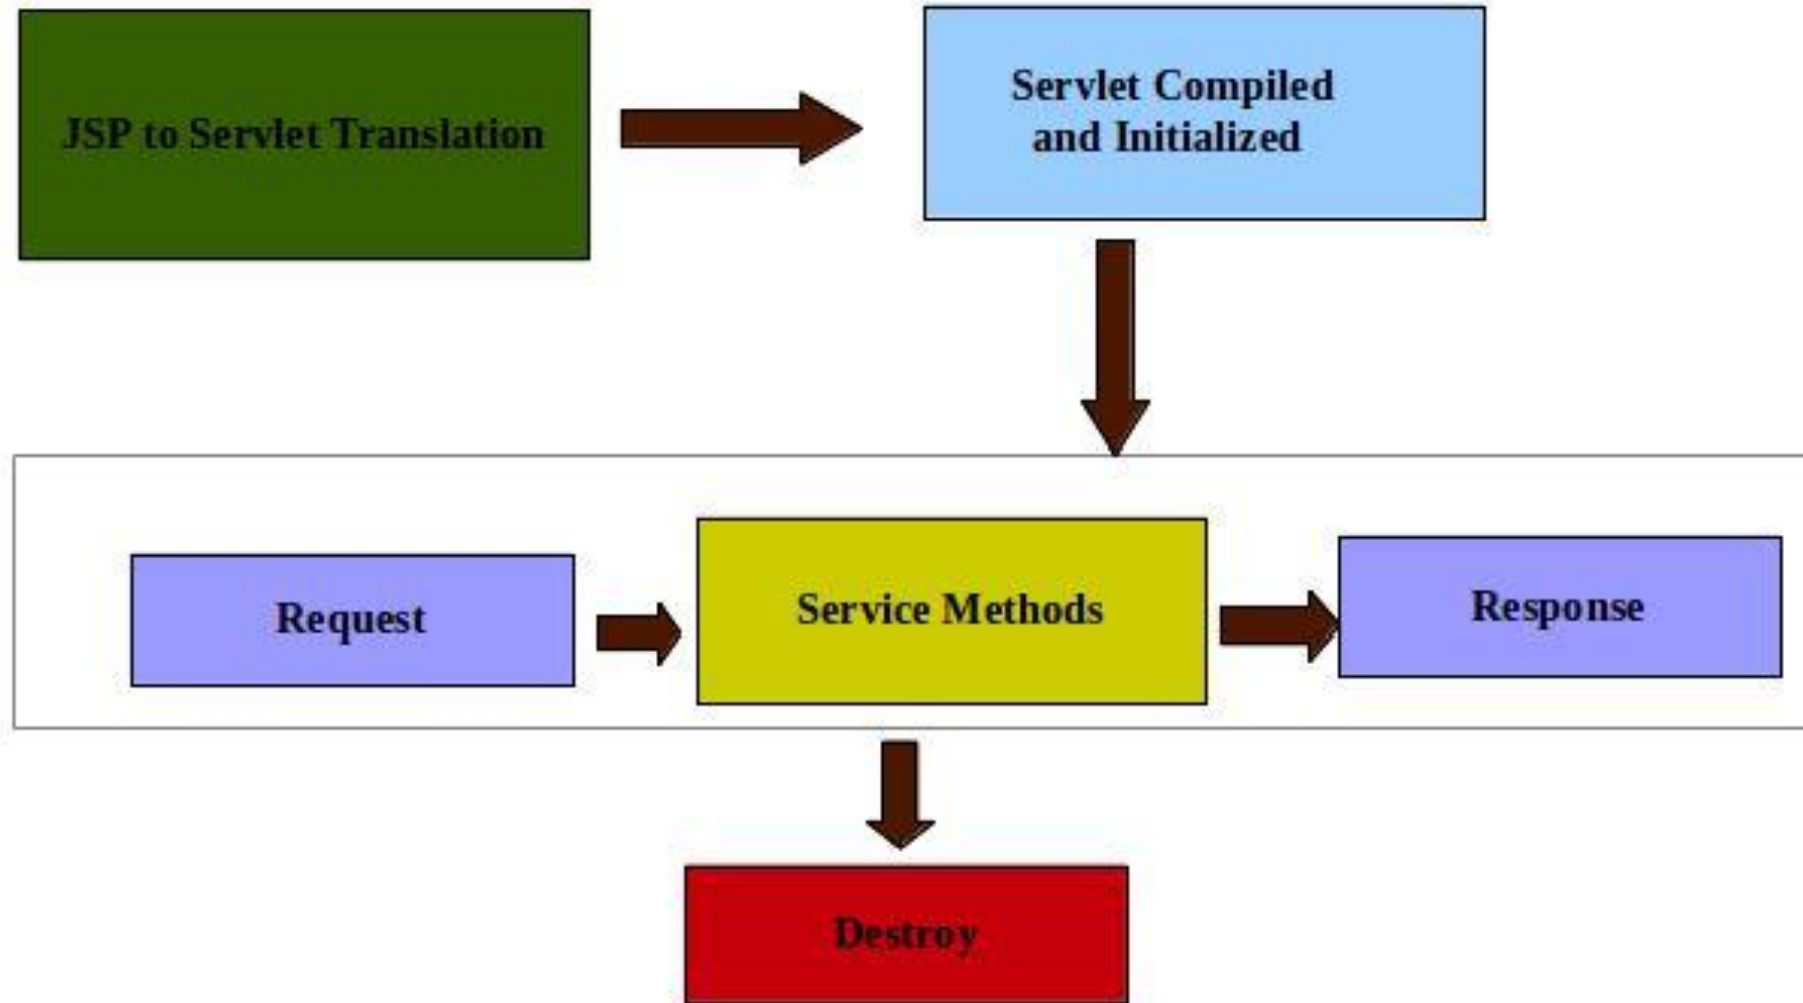 JSP to Servlet Translation
Servlet Compiled
and Initialized
Request
Service Methods
Response
Destroy